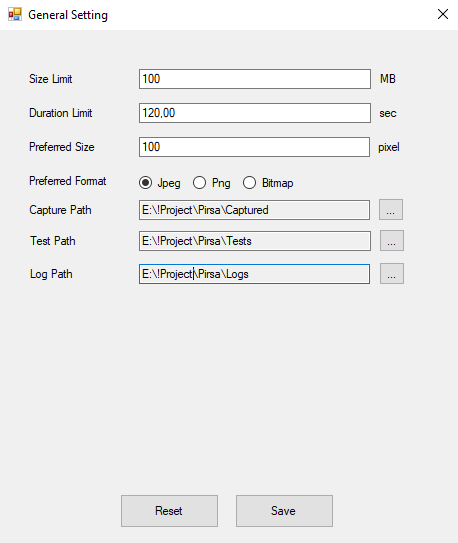 General Setting
Size Limit 100 MB
Duration Limit 120,00 sec
Preferred Size 100 pixel
Preferred Format Jpeg Png Bitmap
Capture Path E:\!Project\Pirsa\Captured ...
Test Path E:\!Project\Pirsa\Tests ...
Log Path E:\!Project\Pirsa\Logs ...
Reset Save